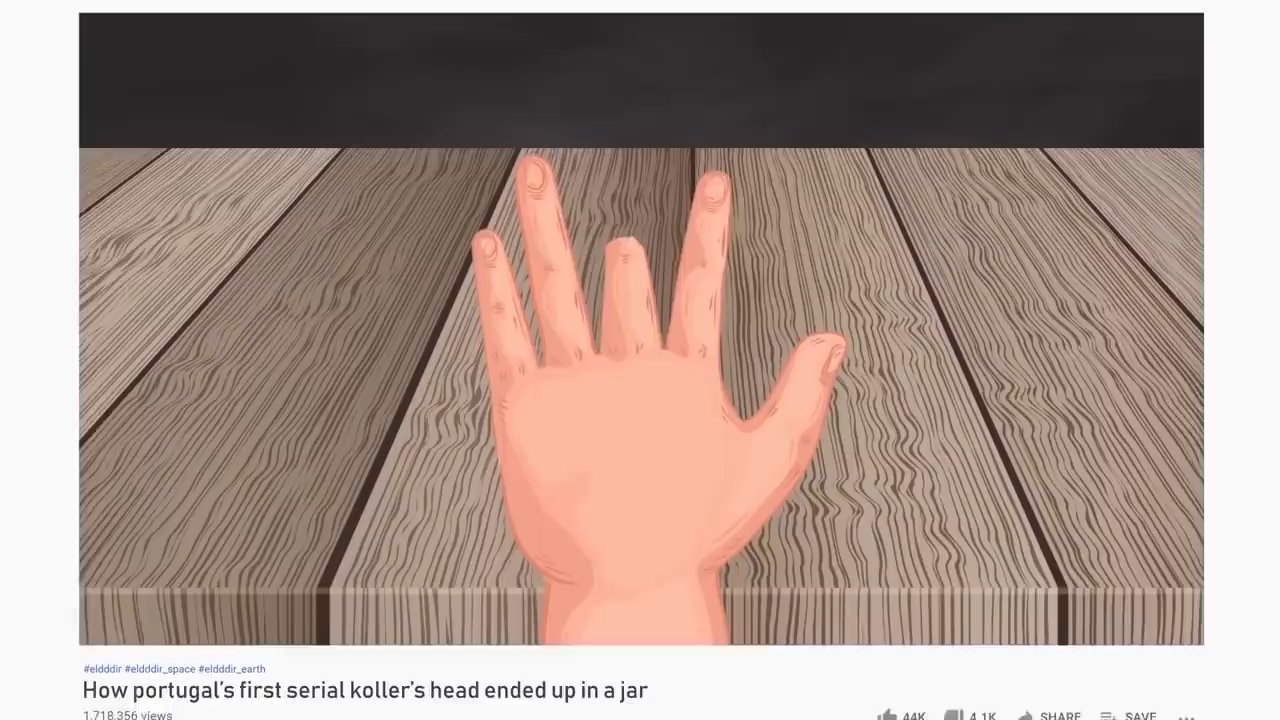 #eldddir #eldddir_space #eldddir_earth
How portugal's first serial koller's head ended up in a jar
1,718,356 views 44K 4.1K SHARE SAVE